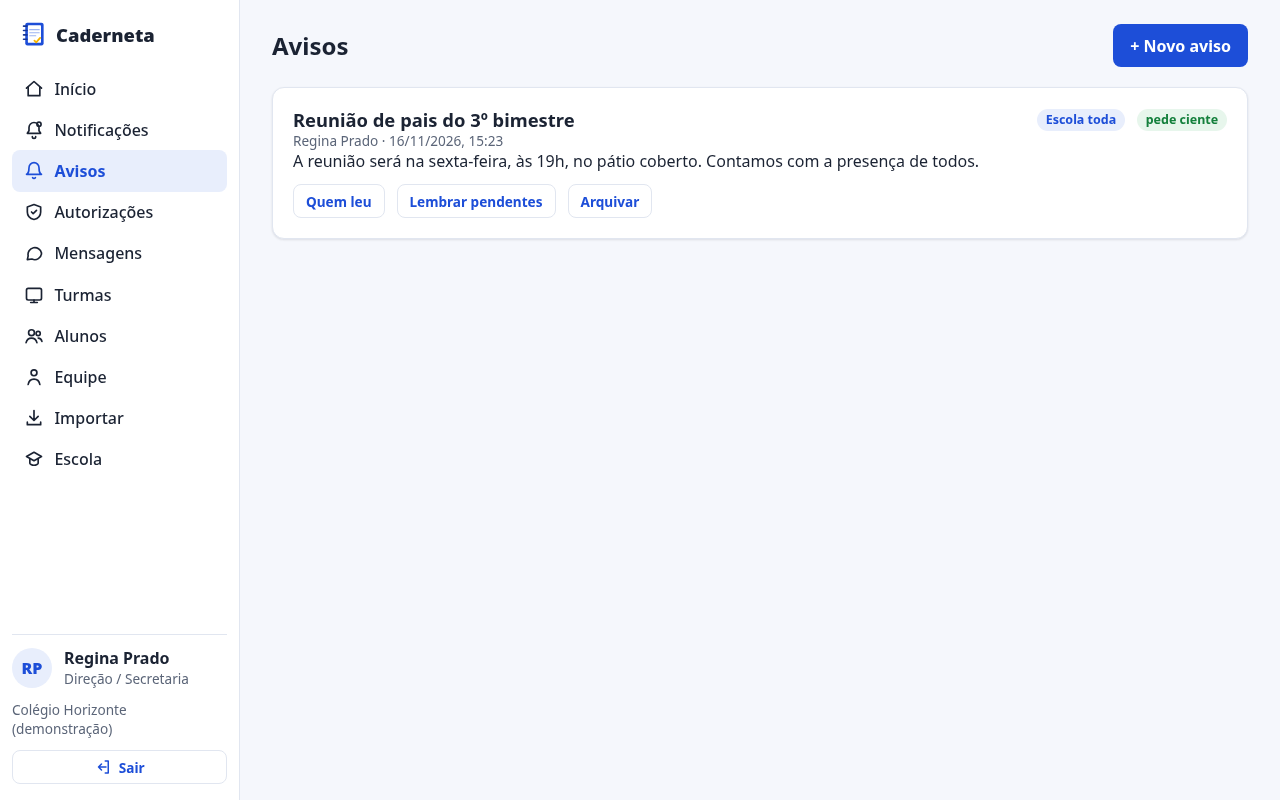 Caderneta
Início
Notificações
Avisos
Autorizações
Mensagens
Turmas
Alunos
Equipe
Importar
Escola
Regina Prado
RP
Direção / Secretaria
Colégio Horizonte
(demonstração)
Sair
Avisos
+ Novo aviso
Reunião de pais do 3º bimestre
Escola toda
pede ciente
Regina Prado · 16/11/2026, 15:23
A reunião será na sexta-feira, às 19h, no pátio coberto. Contamos com a presença de todos.
Quem leu
Lembrar pendentes
Arquivar